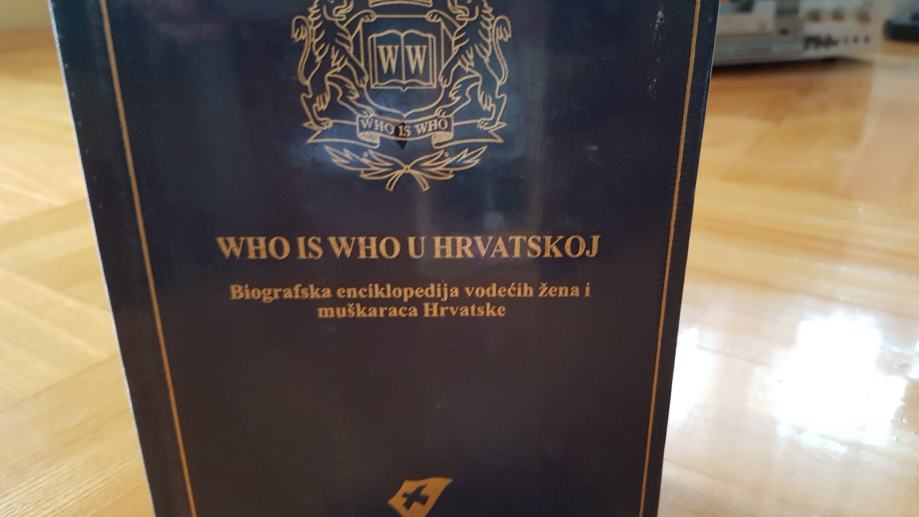 WW
WHO IS WHO
WHO IS WHO U HRVATSKOJ
Biografska enciklopedija vodećih žena i
muškaraca Hrvatske